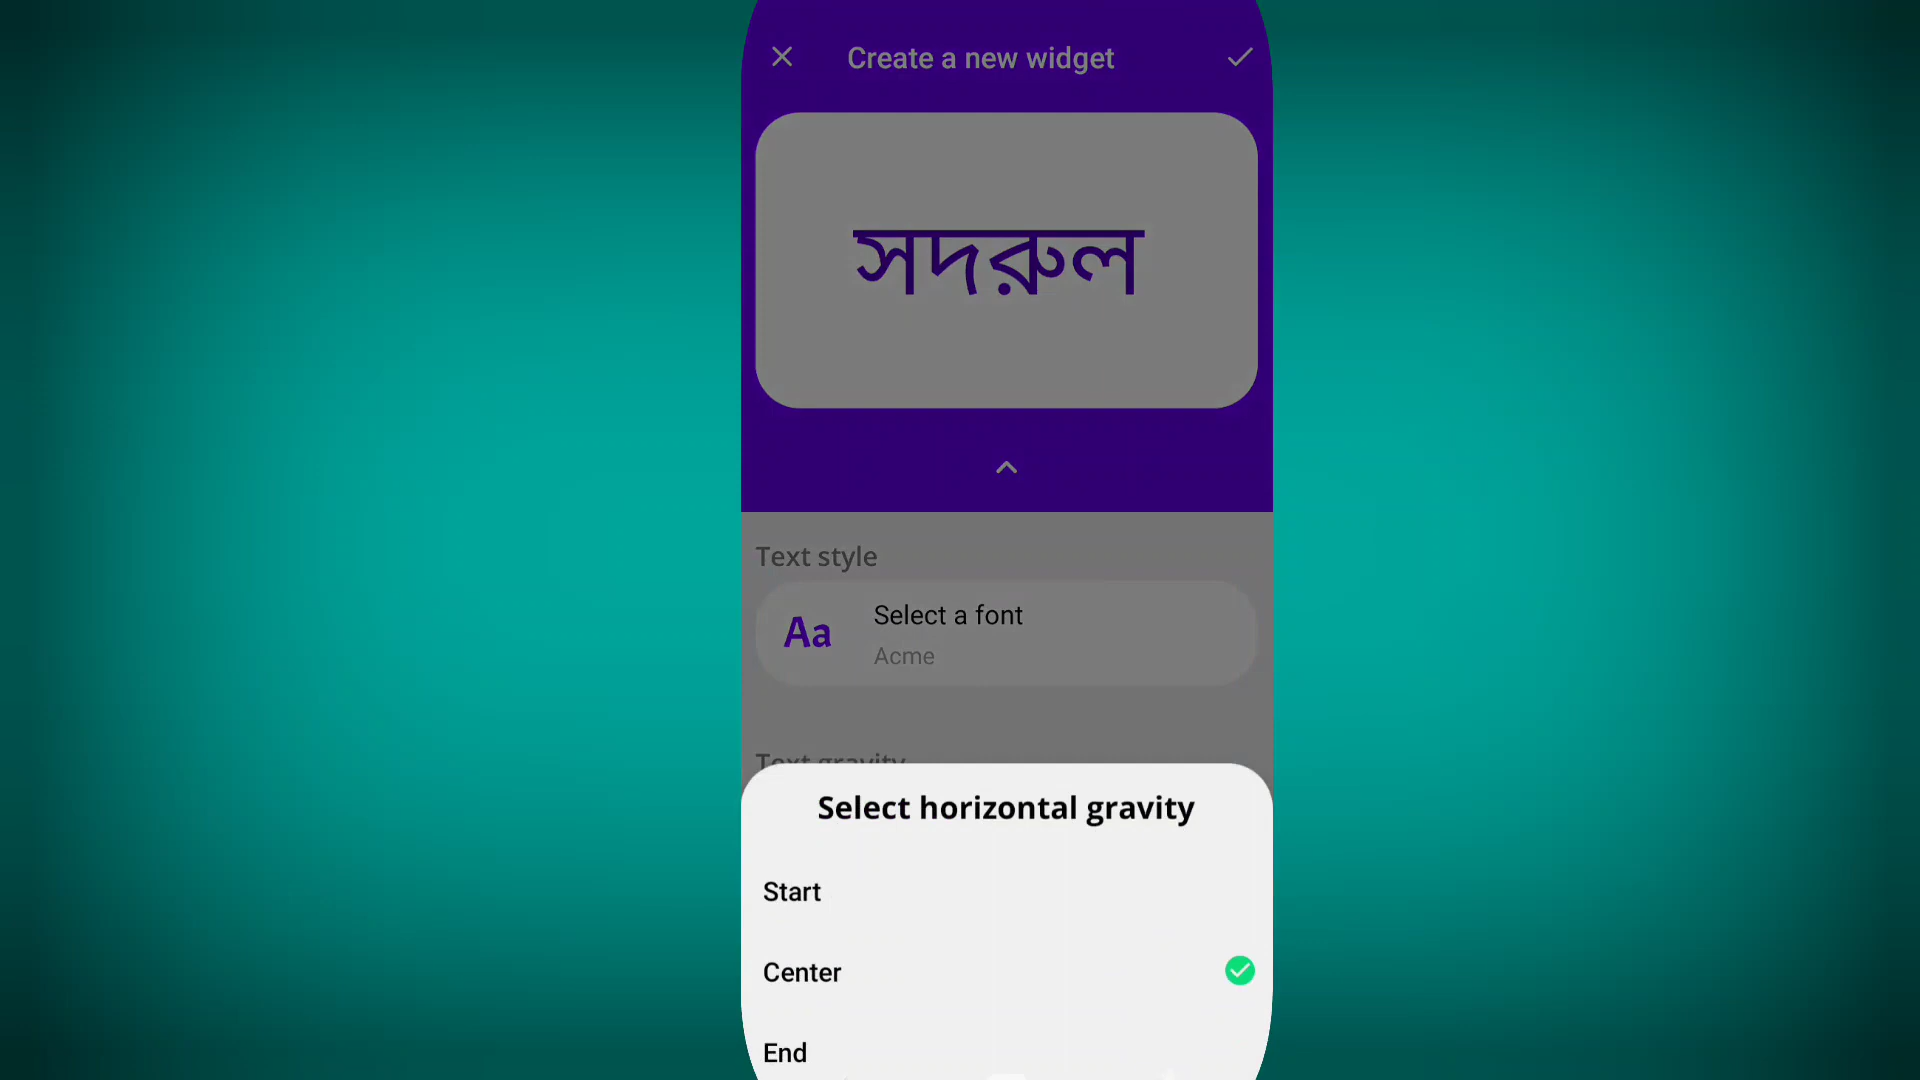 Create a new widget
সদরুল
Text style
Aa
Select a font
Acme
Text gravity
Select horizontal gravity
Start
Center
End